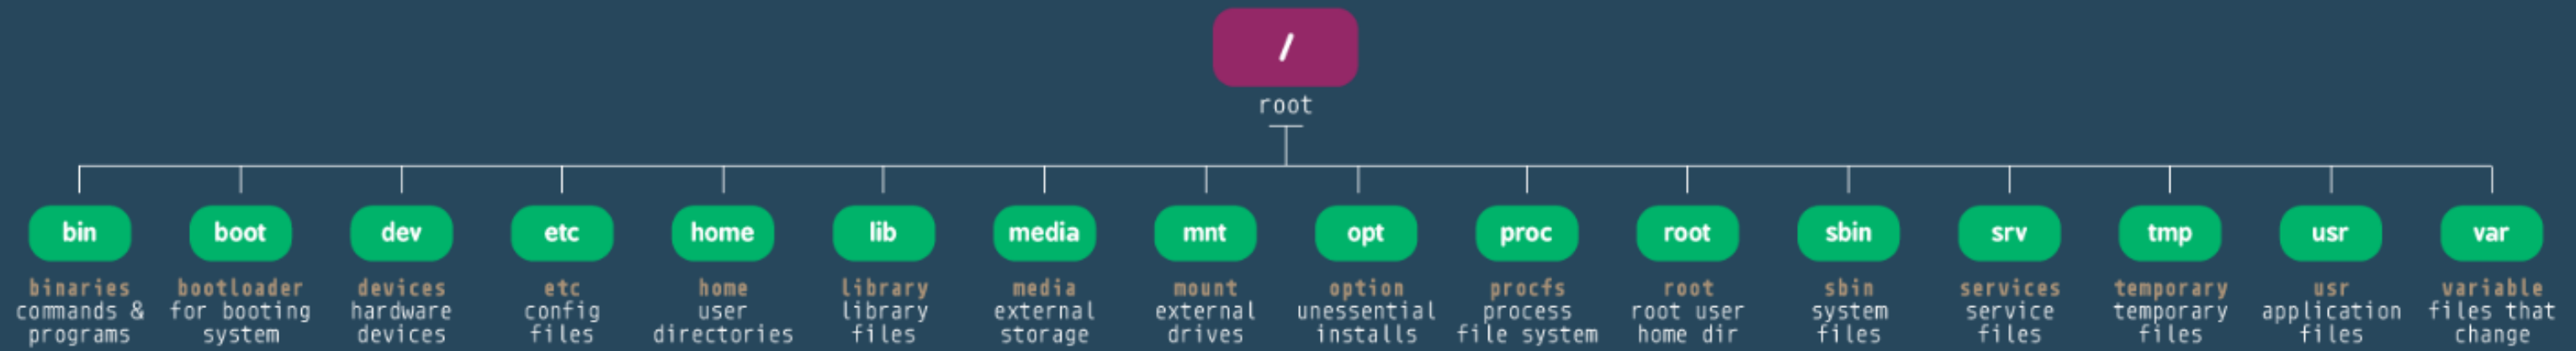 /
root
bin
boot
dev
etc
home
lib
media
mnt
opt
proc
root
sbin
srv
tmp
usr
var
binaries
commands &
programs
bootloader
for booting
system
devices
hardware
devices
etc
config
files
home
user
directories
library
library
files
media
external
storage
mount
external
drives
option
unessential
installs
procfs
process
file system
root
root user
home dir
sbin
system
files
services
service
files
temporary
temporary
files
usr
application
files
variable
files that
change